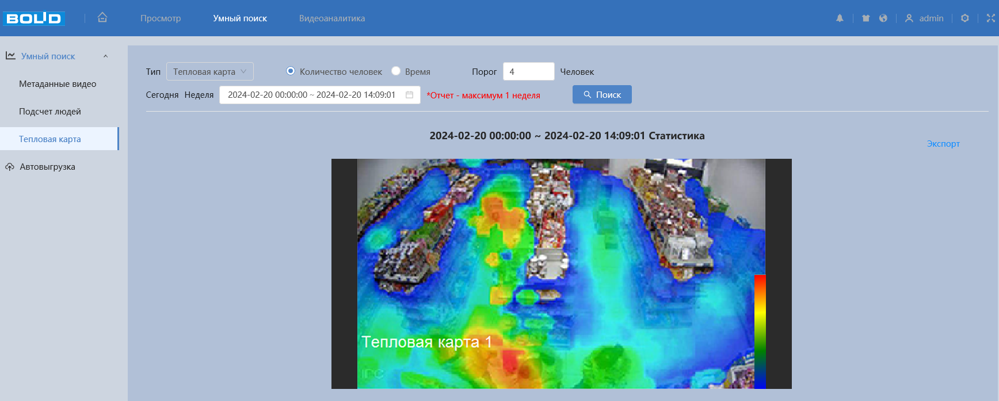 BOLID
Просмотр
Умный поиск
Видеоаналитика
admin
Умный поиск
Метаданные видео
Подсчет людей
Тепловая карта
Автовыгрузка
Тип Тепловая карта Количество человек Время Порог 4 Человек
Сегодня Неделя 2024-02-20 00:00:00 ~ 2024-02-20 14:09:01 *Отчет - максимум 1 неделя Поиск
2024-02-20 00:00:00 ~ 2024-02-20 14:09:01 Статистика
Экспорт
Тепловая карта 1
IPC